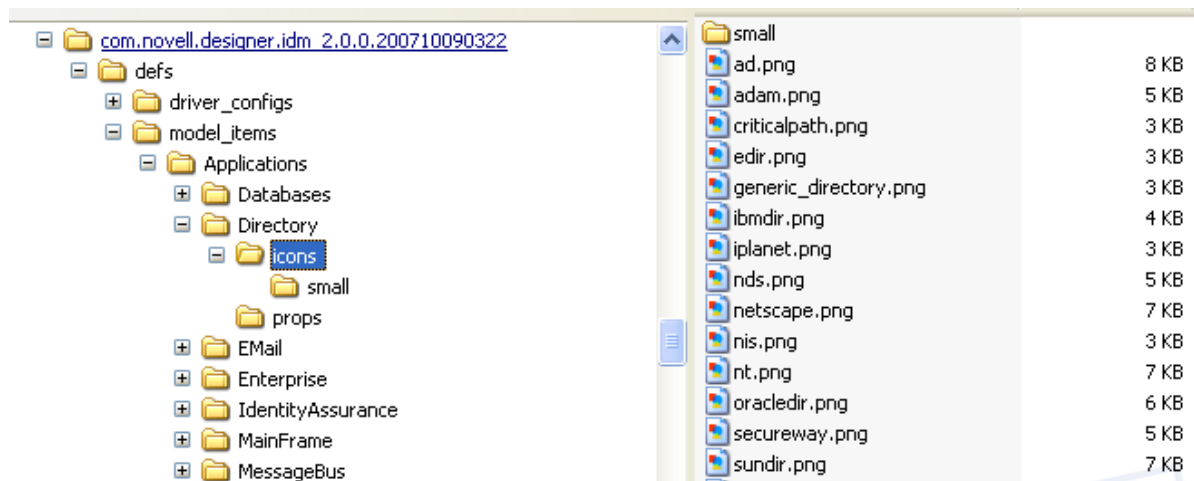 com.novell.designer.idm_2.0.0.200710090322
defs
driver_configs
model_items
Applications
Databases
Directory
icons
small
props
EMail
Enterprise
IdentityAssurance
MainFrame
MessageBus
small
ad.png 8 KB
adam.png 5 KB
criticalpath.png 3 KB
edir.png 3 KB
generic_directory.png 3 KB
ibmdir.png 4 KB
iplanet.png 3 KB
nds.png 5 KB
netscape.png 7 KB
nis.png 3 KB
nt.png 7 KB
oracledir.png 6 KB
secureway.png 5 KB
sundir.png 7 KB